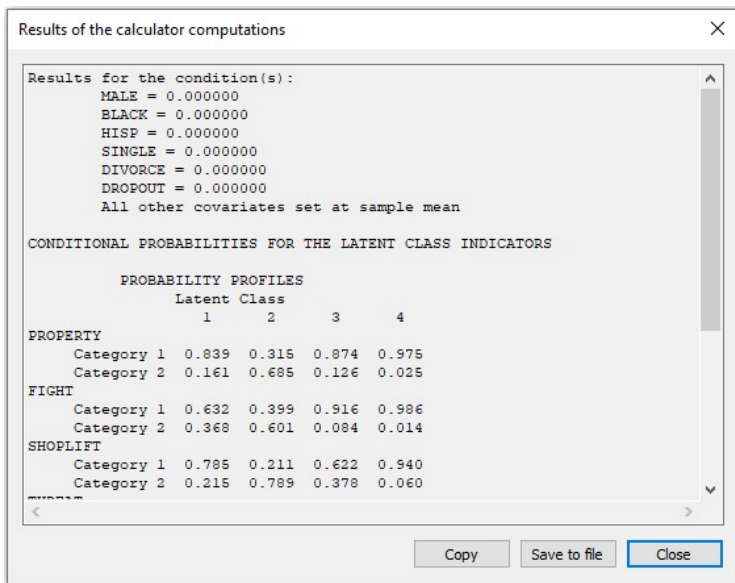 Results of the calculator computations
Results for the condition(s):
MALE = 0.000000
BLACK = 0.000000
HISP = 0.000000
SINGLE = 0.000000
DIVORCE = 0.000000
DROPOUT = 0.000000
All other covariates set at sample mean
CONDITIONAL PROBABILITIES FOR THE LATENT CLASS INDICATORS
PROBABILITY PROFILES
Latent Class
1 2 3 4
PROPERTY
Category 1 0.839 0.315 0.874 0.975
Category 2 0.161 0.685 0.126 0.025
FIGHT
Category 1 0.632 0.399 0.916 0.986
Category 2 0.368 0.601 0.084 0.014
SHOPLIFT
Category 1 0.785 0.211 0.622 0.940
Category 2 0.215 0.789 0.378 0.060
Copy Save to file Close